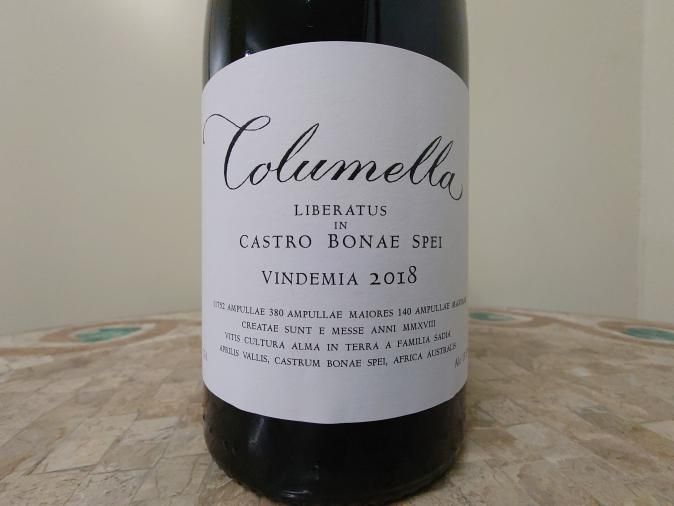 Columella
LIBERATUS
IN
CASTRO BONAE SPEI
VINDEMIA 2018
AMPULLAE 380 AMPULLAE MAIORES 140 AMPULLAE
CREATAE SUNT E MESSE ANNI MMXVIII
VITIS CULTURA ALMA IN TERRA A FAMILIA SADIA
APRILIS VALLIS, CASTRUM BONAE SPEI, AFRICA AUSTRALIS
Alc